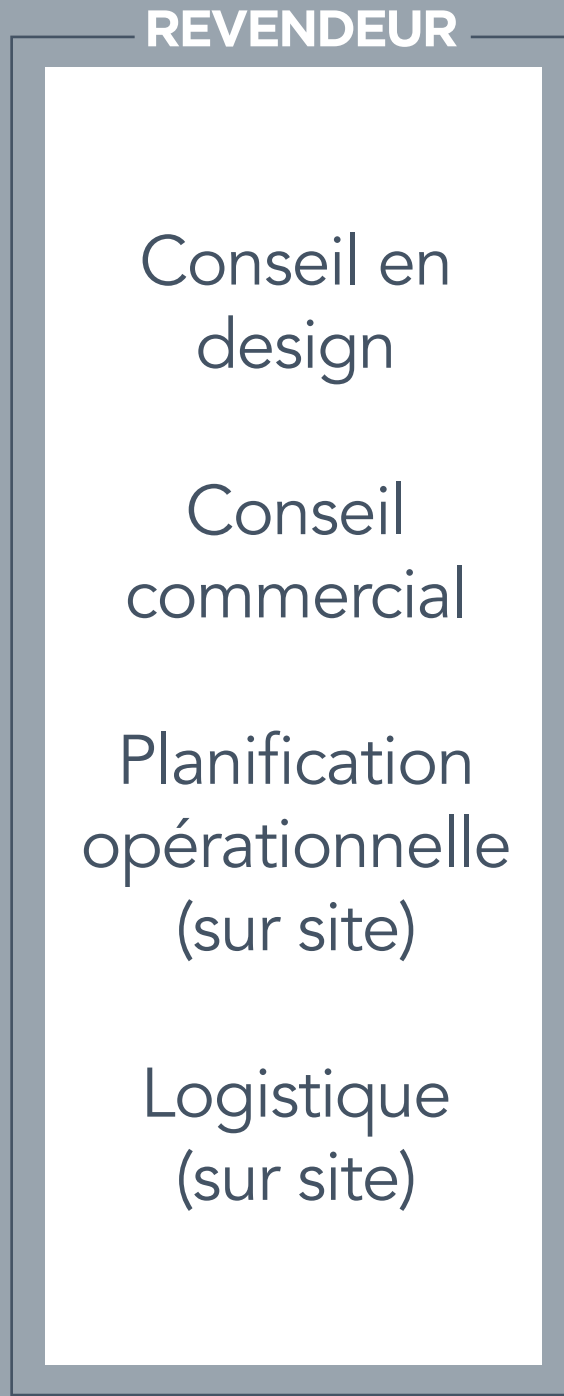 REVENDEUR
Conseil en
design
Conseil
commercial
Planification
opérationnelle
(sur site)
Logistique
(sur site)